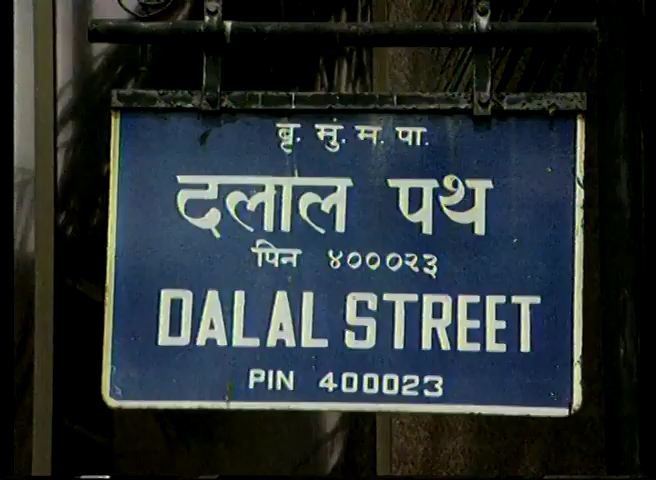 बृ. मुं. म. पा.
दलाल पथ
पिन ४०००२३
DALAL STREET
PIN 400023